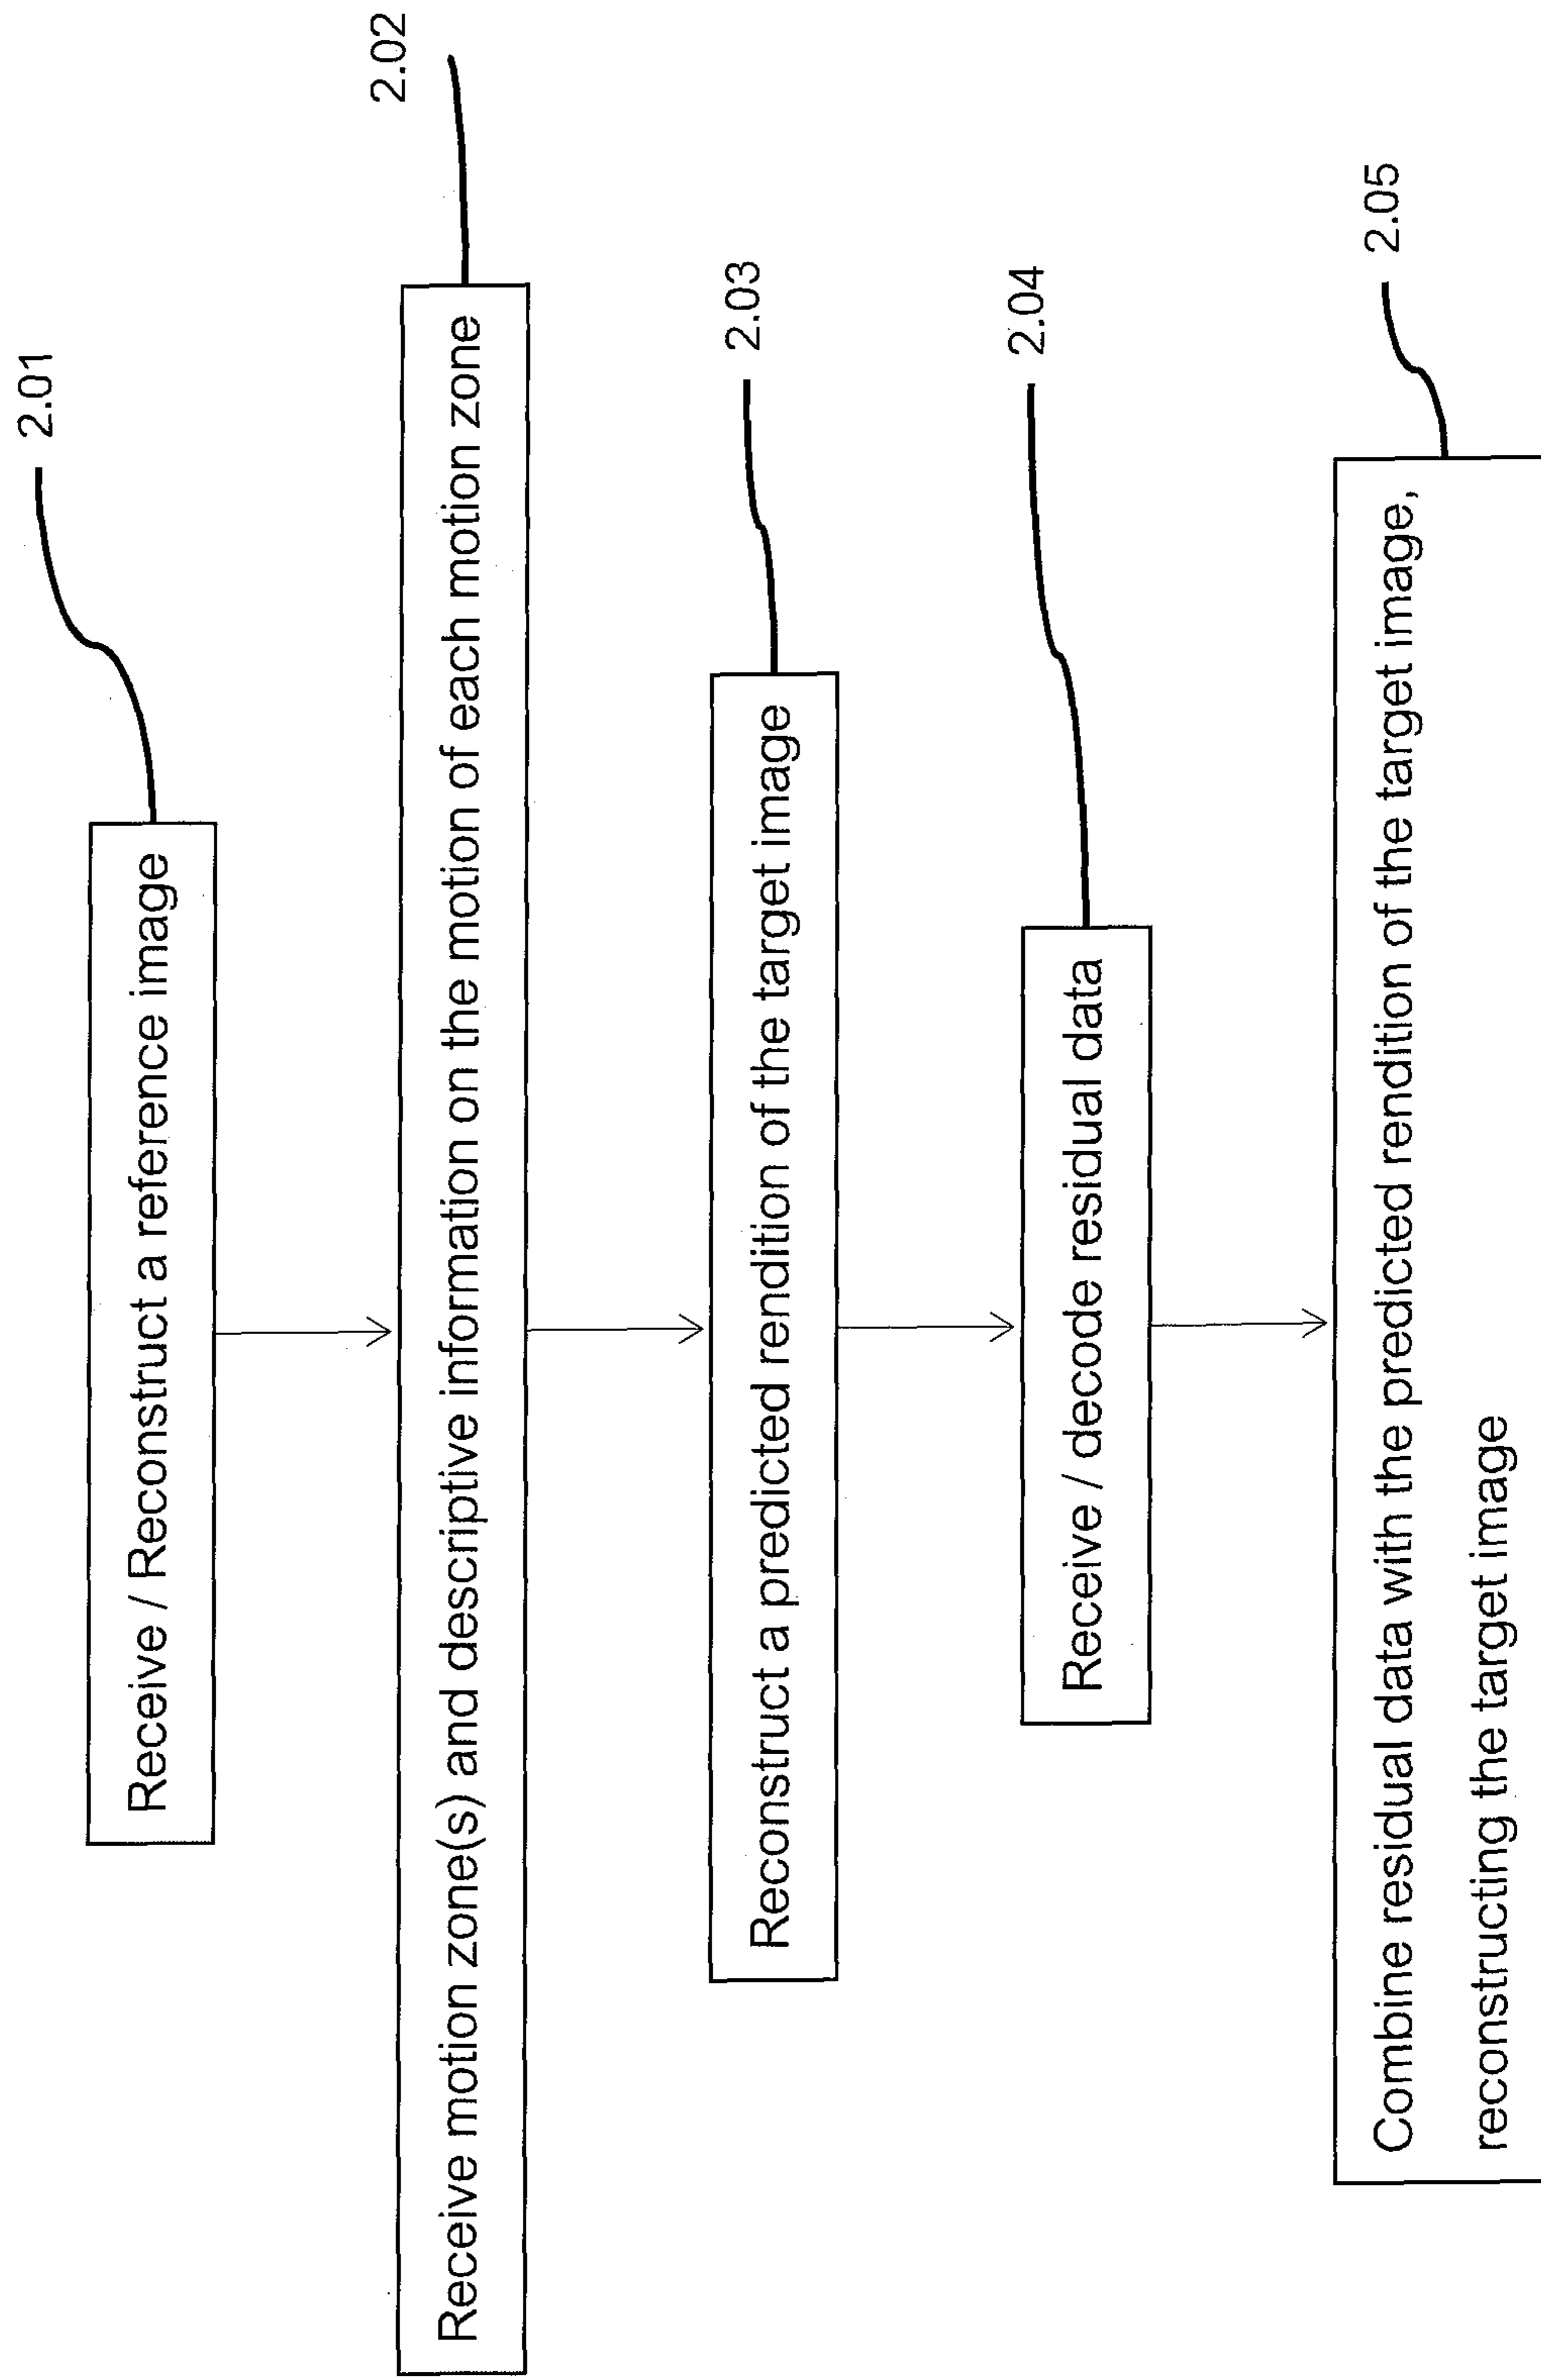 2.01
Receive / Reconstruct a reference image
2.02
Receive motion zone(s) and descriptive information on the motion of each motion zone
2.03
Reconstruct a predicted rendition of the target image
2.04
Receive / decode residual data
2.05
Combine residual data with the predicted rendition of the target image,
reconstructing the target image